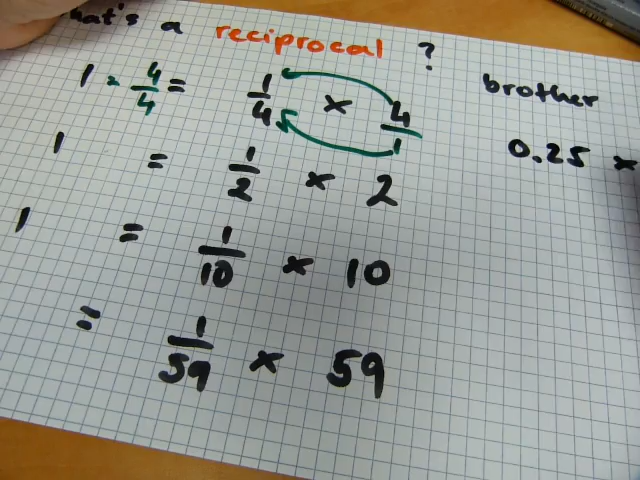 hat's a reciprocal ?
1 = 4/4 = 1/4 × 4/1
1 = 1/2 × 2
1 = 1/10 × 10
= 1/59 × 59
brother
0.25 ×